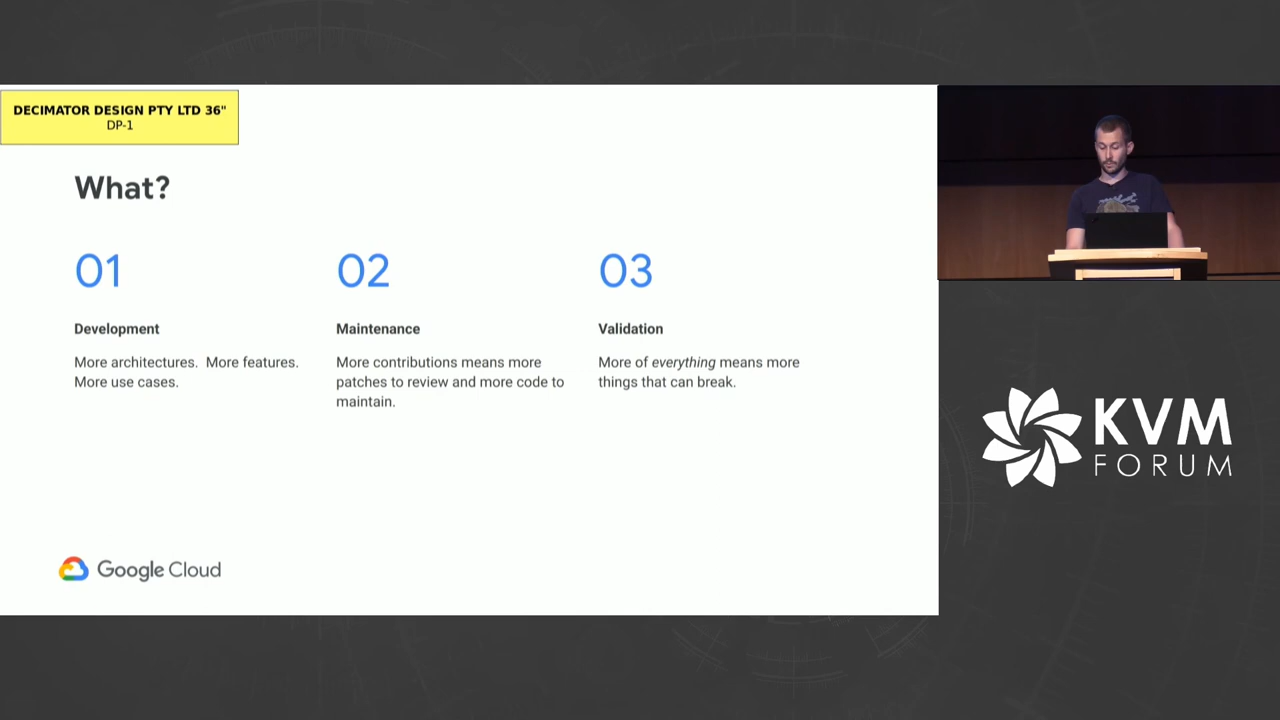 DECIMATOR DESIGN PTY LTD 36"
DP-1
What?
01
Development
More architectures. More features.
More use cases.
02
Maintenance
More contributions means more
patches to review and more code to
maintain.
03
Validation
More of everything means more
things that can break.
Google Cloud
KVM
FORUM